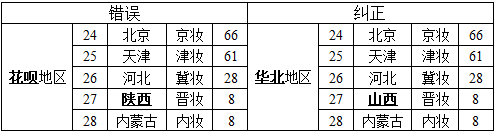 错误 纠正
24 北京 京妆 66 24 北京 京妆 66
25 天津 津妆 61 25 天津 津妆 61
花呗地区 26 河北 冀妆 28 华北地区 26 河北 冀妆 28
27 陕西 晋妆 8 27 山西 晋妆 8
28 内蒙古 内妆 8 28 内蒙古 内妆 8